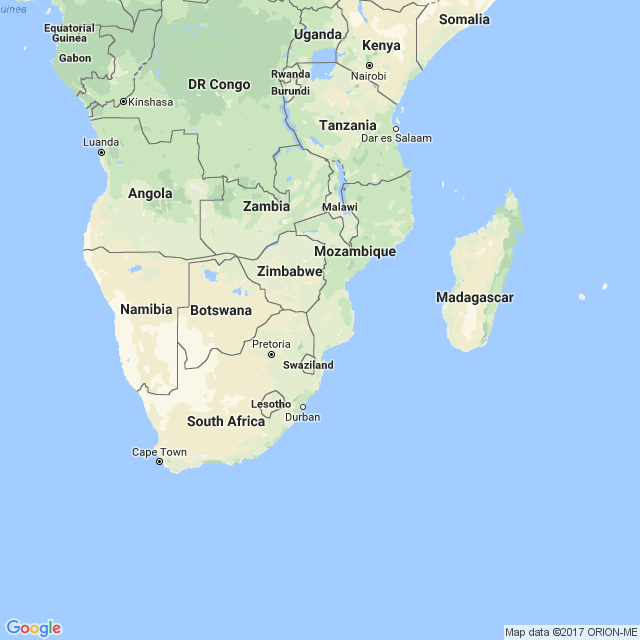 Somalia
Equatorial
Guinea
Uganda
Kenya
Gabon
Rwanda
Nairobi
DR Congo
Burundi
Kinshasa
Tanzania
Dar es Salaam
Luanda
Angola
Zambia
Malawi
Mozambique
Zimbabwe
Madagascar
Namibia
Botswana
Pretoria
Swaziland
Lesotho
Durban
South Africa
Cape Town
Google
Map data ©2017 ORION-ME